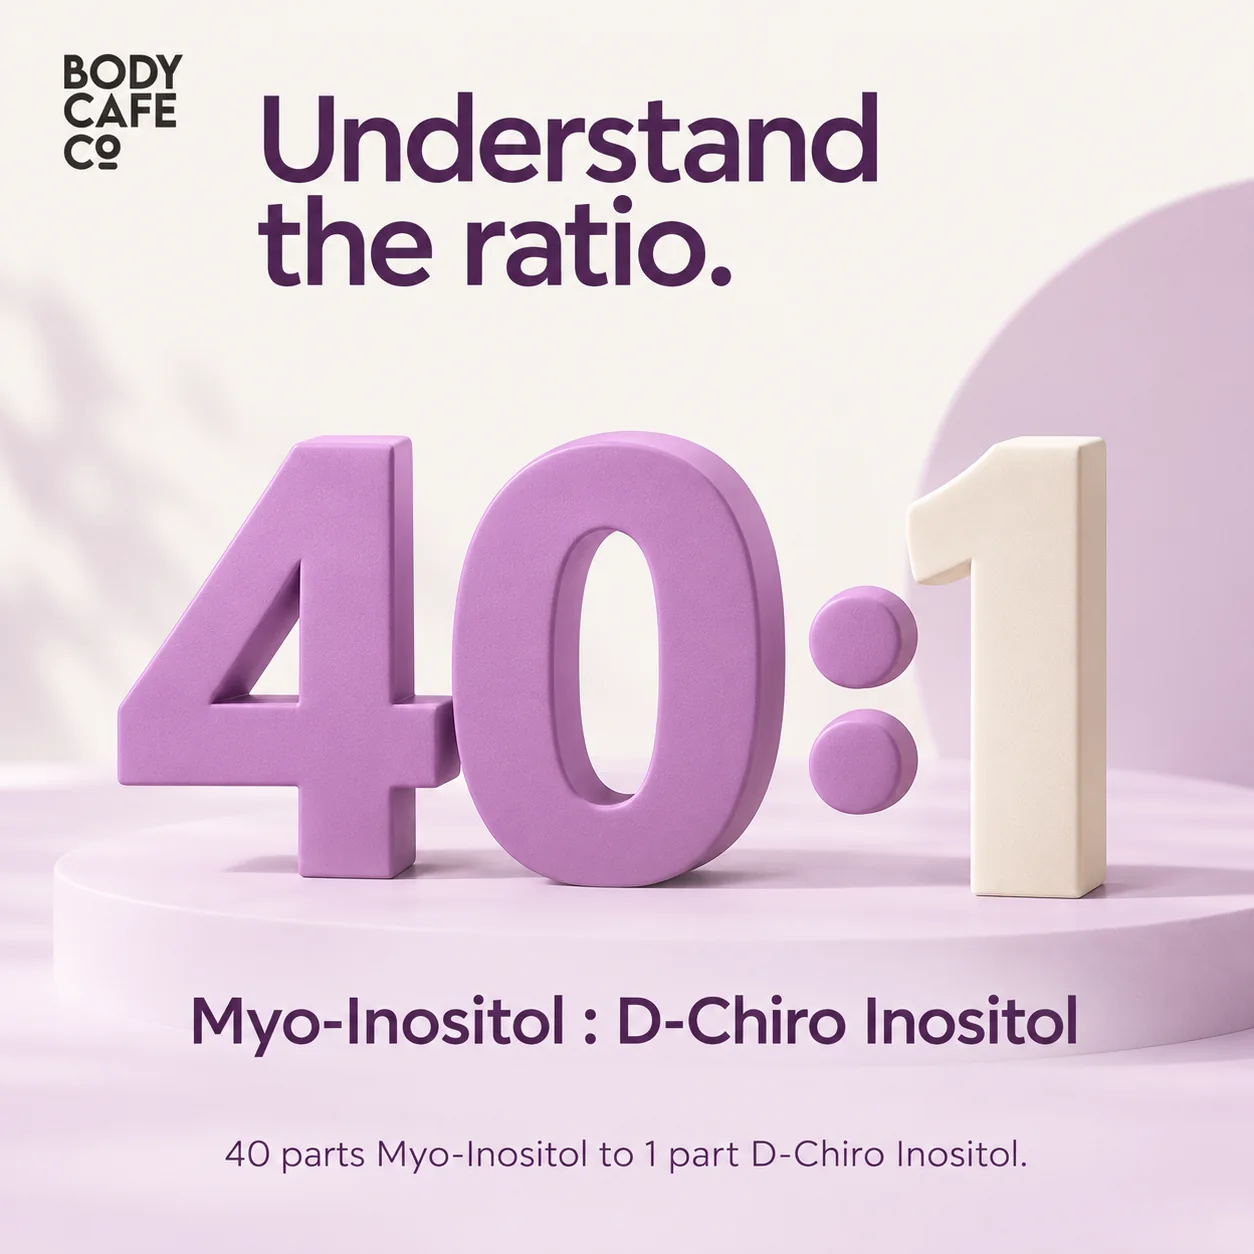 BODY
CAFE
Co
Understand
the ratio.
40:1
Myo-Inositol : D-Chiro Inositol
40 parts Myo-Inositol to 1 part D-Chiro Inositol.